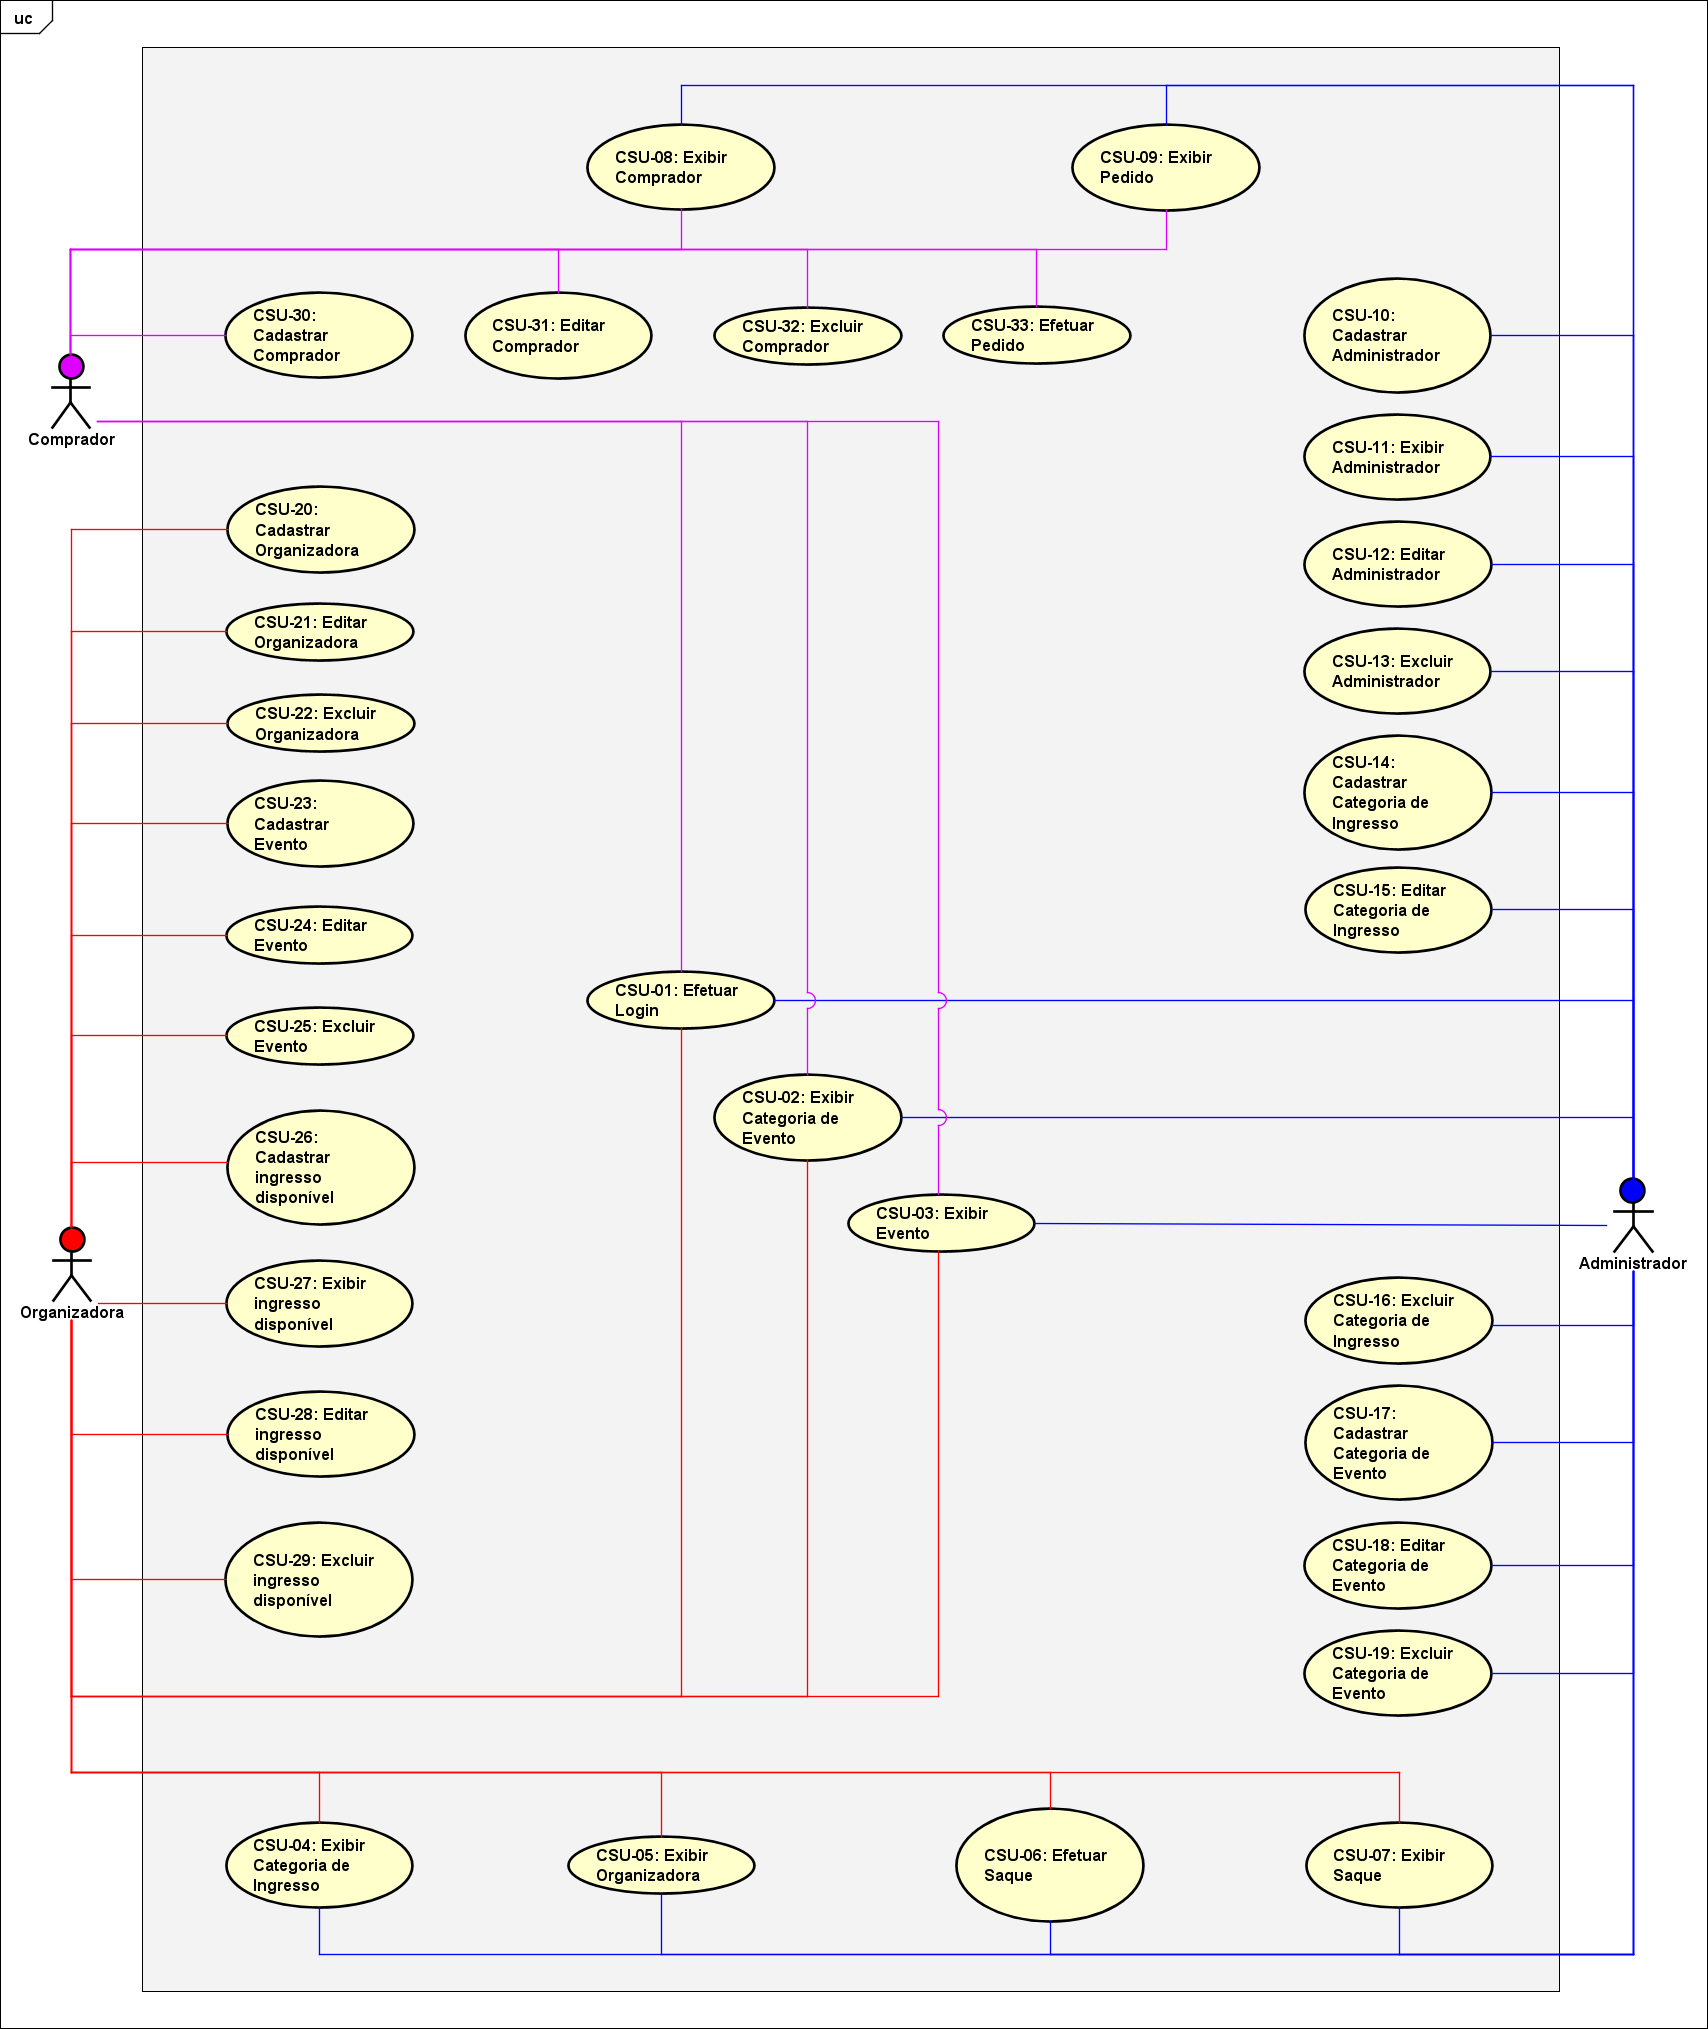 uc
CSU-08: Exibir
Comprador
CSU-09: Exibir
Pedido
CSU-30:
Cadastrar
Comprador
CSU-31: Editar
Comprador
CSU-32: Excluir
Comprador
CSU-33: Efetuar
Pedido
CSU-10:
Cadastrar
Administrador
Comprador
CSU-11: Exibir
Administrador
CSU-20:
Cadastrar
Organizadora
CSU-12: Editar
Administrador
CSU-21: Editar
Organizadora
CSU-13: Excluir
Administrador
CSU-22: Excluir
Organizadora
CSU-14:
Cadastrar
Categoria de
Ingresso
CSU-23:
Cadastrar
Evento
CSU-15: Editar
Categoria de
Ingresso
CSU-24: Editar
Evento
CSU-01: Efetuar
Login
CSU-25: Excluir
Evento
CSU-02: Exibir
Categoria de
Evento
CSU-26:
Cadastrar
ingresso
disponível
CSU-03: Exibir
Evento
Administrador
CSU-27: Exibir
ingresso
disponível
Organizadora
CSU-16: Excluir
Categoria de
Ingresso
CSU-28: Editar
ingresso
disponível
CSU-17:
Cadastrar
Categoria de
Evento
CSU-29: Excluir
ingresso
disponível
CSU-18: Editar
Categoria de
Evento
CSU-19: Excluir
Categoria de
Evento
CSU-04: Exibir
Categoria de
Ingresso
CSU-05: Exibir
Organizadora
CSU-06: Efetuar
Saque
CSU-07: Exibir
Saque